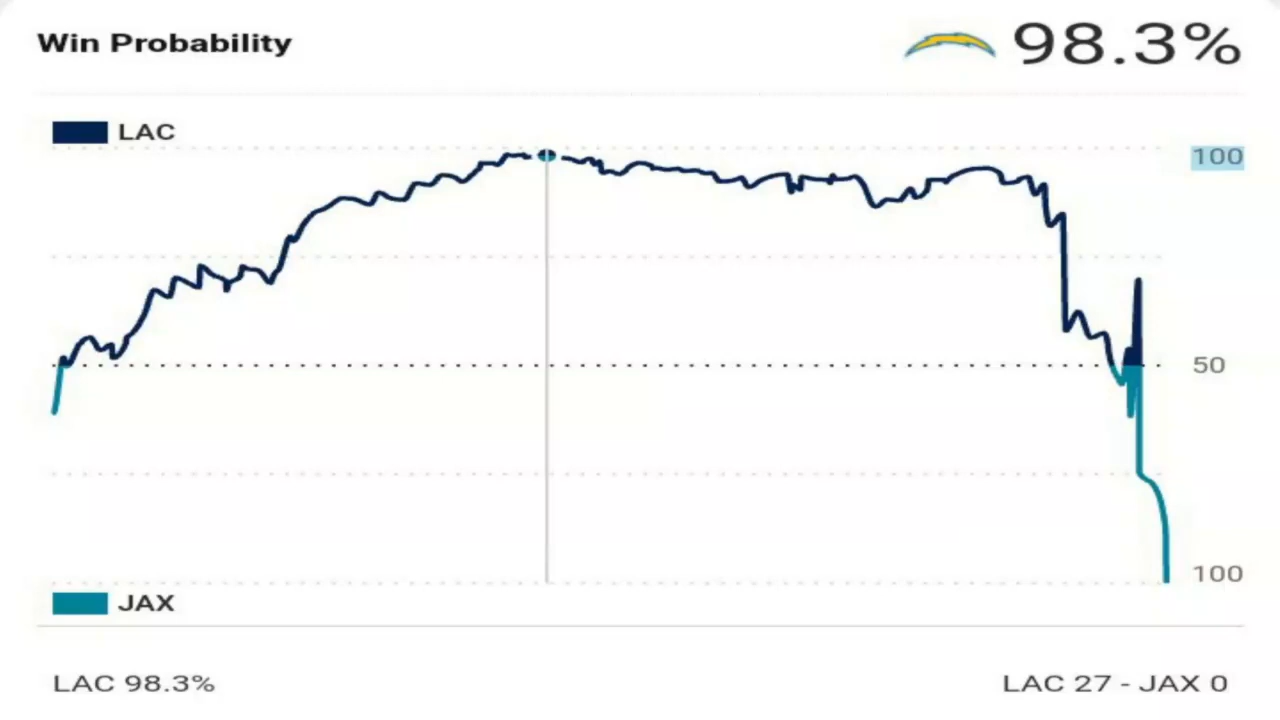 Win Probability 98.3%
LAC
100
50
100
JAX
LAC 98.3% LAC 27 - JAX 0